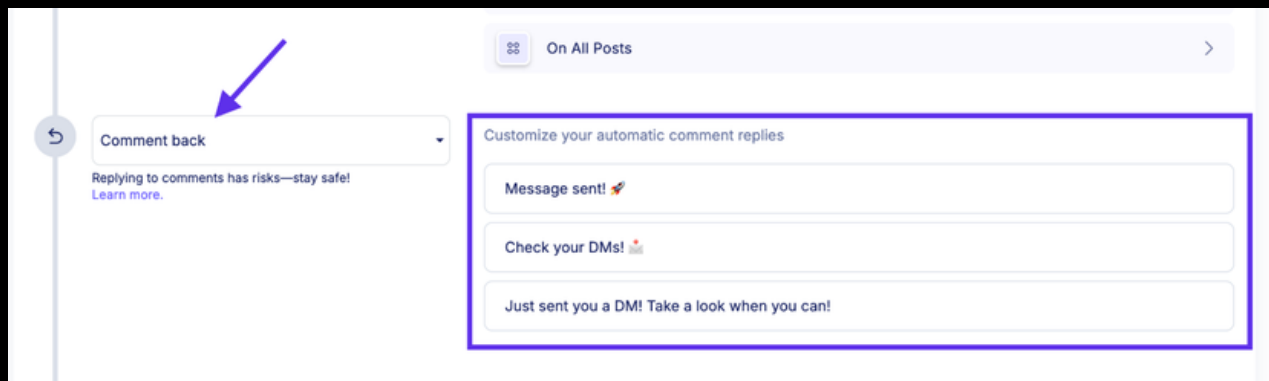 On All Posts
Comment back
Replying to comments has risks—stay safe!
Learn more.
Customize your automatic comment replies
Message sent! 🚀
Check your DMs! 📩
Just sent you a DM! Take a look when you can!